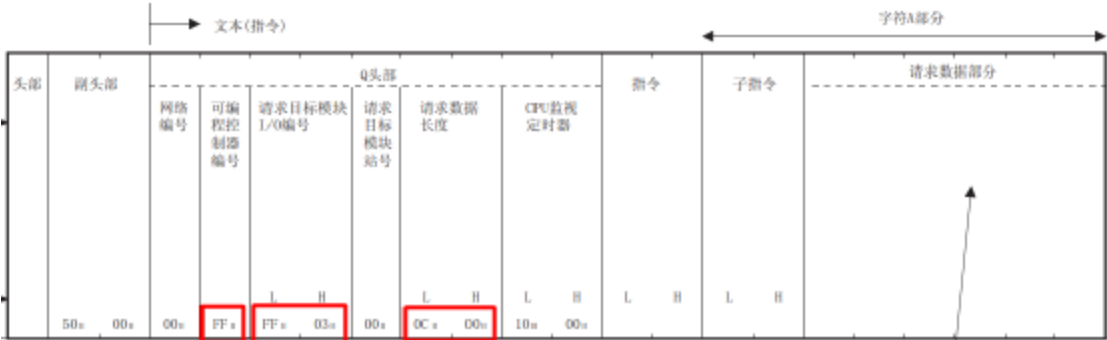 文本(指令)
字符A部分
头部
副头部
Q头部
指令
子指令
请求数据部分
网络
编号
可编
程控
制器
编号
请求目标模块
I/O编号
请求
目标
模块
站号
请求数据
长度
CPU监视
定时器
L H L H L H L H L H
50H 00H 00H FFH FFH 03H 00H 0CH 00H 10H 00H